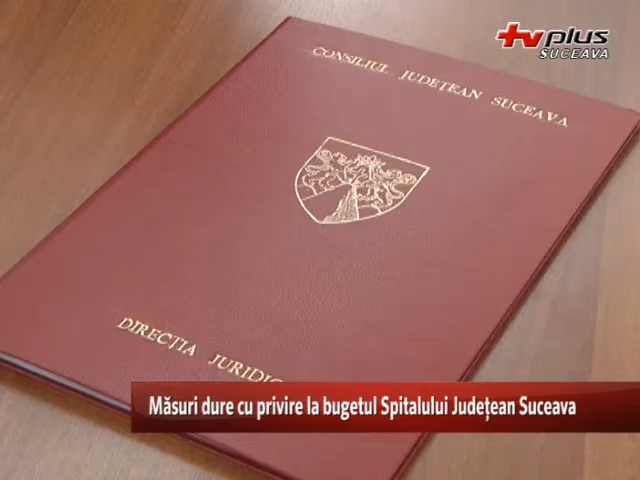 tv plus
SUCEAVA
CONSILIUL JUDEȚEAN SUCEAVA
DIRECȚIA
Măsuri dure cu privire la bugetul Spitalului Județean Suceava